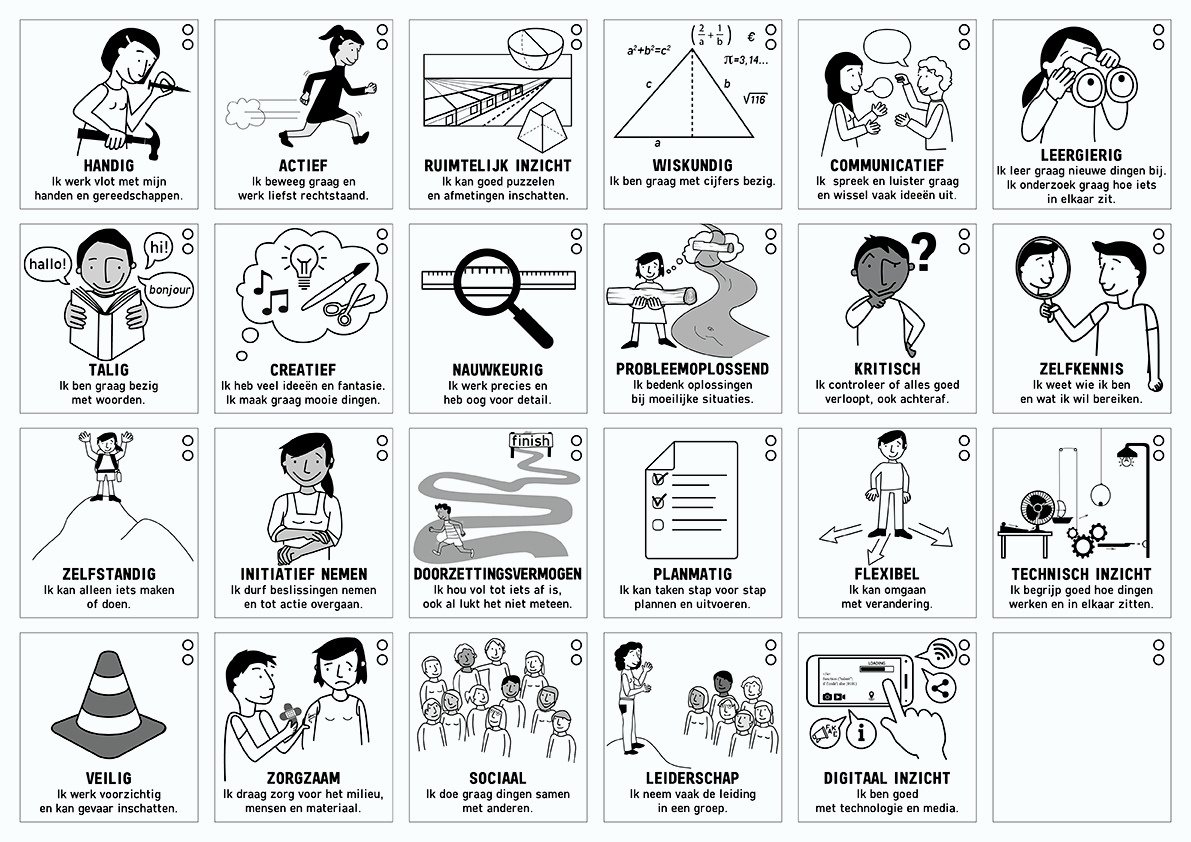 HANDIG
Ik werk vlot met mijn
handen en gereedschappen.
ACTIEF
Ik beweeg graag en
werk liefst rechtstaand.
RUIMTELIJK INZICHT
Ik kan goed puzzelen
en afmetingen inschatten.
a²+b²=c²
(2/a + 1/b)
€
π=3,14...
c
b
√116
a
WISKUNDIG
Ik ben graag met cijfers bezig.
COMMUNICATIEF
Ik spreek en luister graag
en wissel vaak ideeën uit.
LEERGIERIG
Ik leer graag nieuwe dingen bij.
Ik onderzoek graag hoe iets
in elkaar zit.
hallo!
hi!
bonjour
TALIG
Ik ben graag bezig
met woorden.
CREATIEF
Ik heb veel ideeën en fantasie.
Ik maak graag mooie dingen.
NAUWKEURIG
Ik werk precies en
heb oog voor detail.
PROBLEEMOPLOSSEND
Ik bedenk oplossingen
bij moeilijke situaties.
?
KRITISCH
Ik controleer of alles goed
verloopt, ook achteraf.
ZELFKENNIS
Ik weet wie ik ben
en wat ik wil bereiken.
ZELFSTANDIG
Ik kan alleen iets maken
of doen.
INITIATIEF NEMEN
Ik durf beslissingen nemen
en tot actie overgaan.
finish
DOORZETTINGSVERMOGEN
Ik hou vol tot iets af is,
ook al lukt het niet meteen.
PLANMATIG
Ik kan taken stap voor stap
plannen en uitvoeren.
FLEXIBEL
Ik kan omgaan
met verandering.
TECHNISCH INZICHT
Ik begrijp goed hoe dingen
werken en in elkaar zitten.
VEILIG
Ik werk voorzichtig
en kan gevaar inschatten.
ZORGZAAM
Ik draag zorg voor het milieu,
mensen en materiaal.
SOCIAAL
Ik doe graag dingen samen
met anderen.
LEIDERSCHAP
Ik neem vaak de leiding
in een groep.
LOADING
i
DIGITAAL INZICHT
Ik ben goed
met technologie en media.